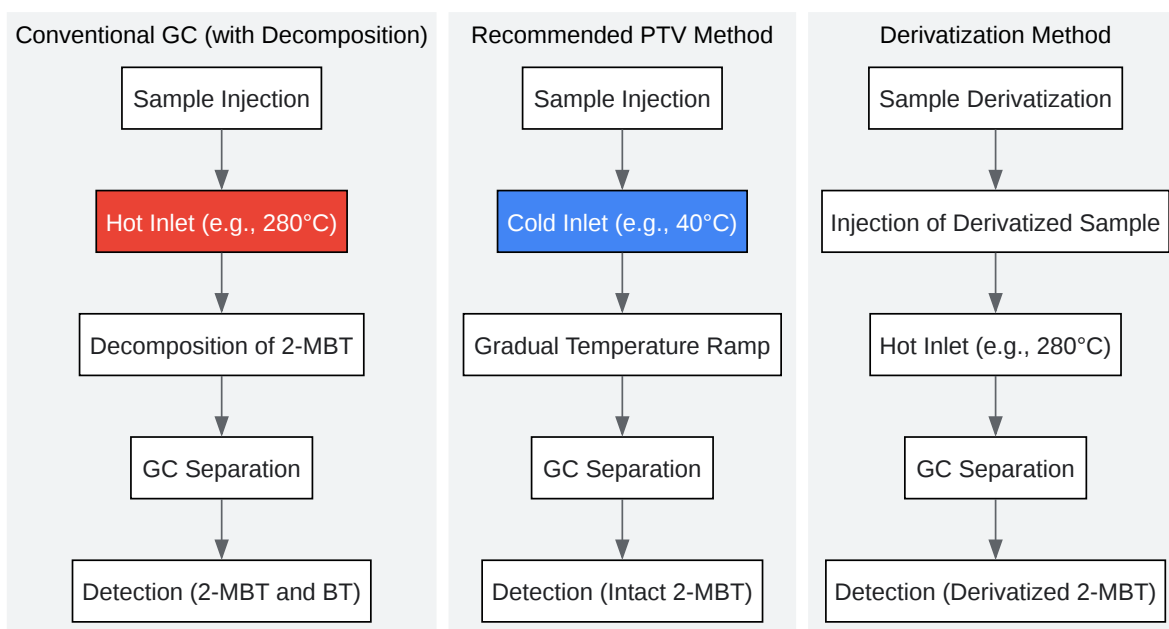 Conventional GC (with Decomposition)
Sample Injection
Hot Inlet (e.g., 280°C)
Decomposition of 2-MBT
GC Separation
Detection (2-MBT and BT)
Recommended PTV Method
Sample Injection
Cold Inlet (e.g., 40°C)
Gradual Temperature Ramp
GC Separation
Detection (Intact 2-MBT)
Derivatization Method
Sample Derivatization
Injection of Derivatized Sample
Hot Inlet (e.g., 280°C)
GC Separation
Detection (Derivatized 2-MBT)